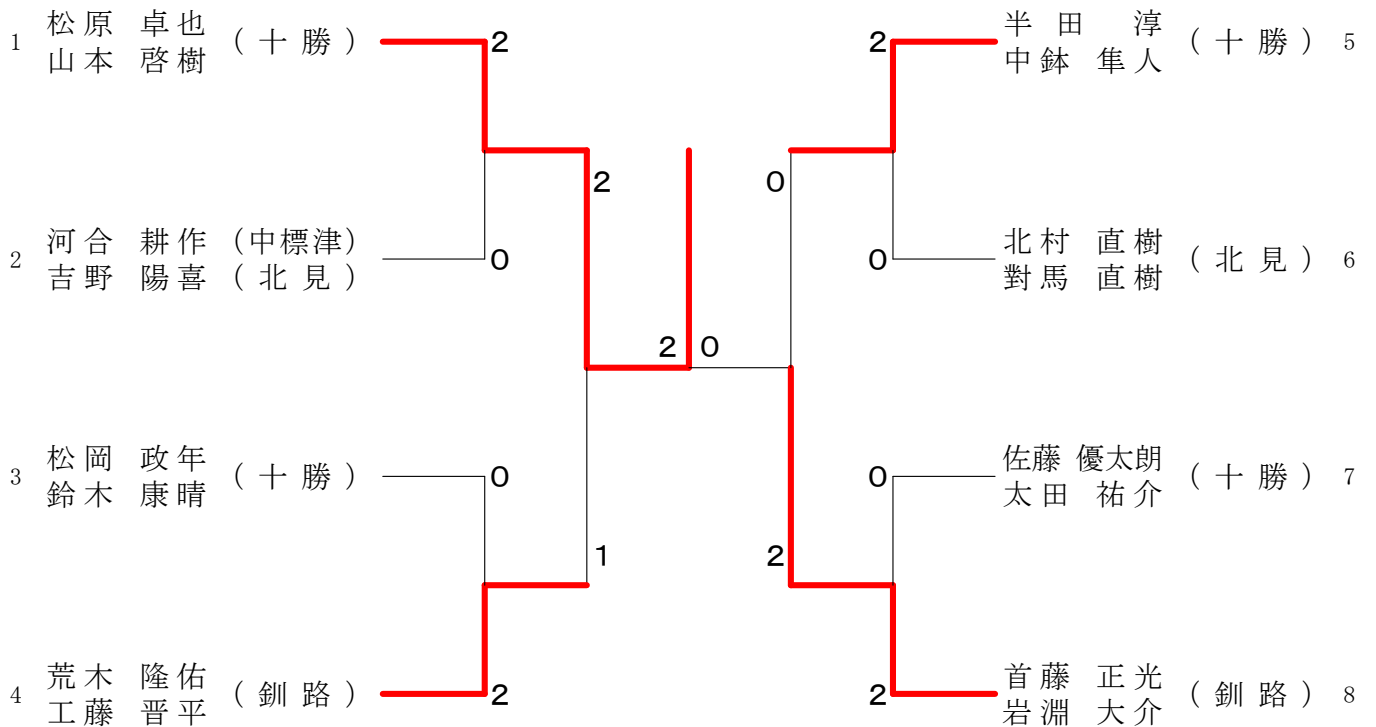 1 松原 卓也 (十勝) 2
山本 啓樹
2 河合 耕作 (中標津) 0
吉野 陽喜 (北見)
3 松岡 政年 (十勝) 0
鈴木 康晴
4 荒木 隆佑 (釧路) 2
工藤 晋平
2
1
2 0
0
2
2 半田 淳 (十勝) 5
中鉢 隼人
0 北村 直樹 (北見) 6
對馬 直樹
0 佐藤 優太朗 (十勝) 7
太田 祐介
2 首藤 正光 (釧路) 8
岩淵 大介